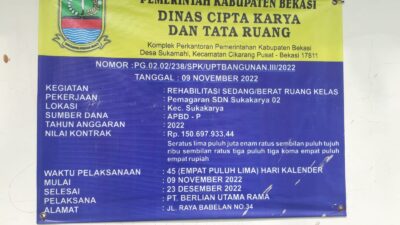 PEMERINTAH KABUPATEN BEKASI
DINAS CIPTA KARYA
DAN TATA RUANG
Komplek Perkantoran Pemerintahan Kabupaten Bekasi
Desa Sukamahi, Kecamatan Cikarang Pusat - Bekasi 17811
NOMOR :PG.02.02/238/SPK/UPTBANGUNAN.III/2022
TANGGAL : 09 NOVEMBER 2022
KEGIATAN : REHABILITASI SEDANG/BERAT RUANG KELAS
PEKERJAAN : Pemagaran SDN Sukakarya 02
LOKASI : Kec. Sukakarya
SUMBER DANA : APBD - P
TAHUN ANGGARAN : 2022
NILAI KONTRAK : Rp. 150.697.933,44
Seratus lima puluh juta enam ratus sembilan puluh tujuh
ribu sembilan ratus tiga puluh tiga koma empat puluh
empat rupiah
WAKTU PELAKSANAAN : 45 (EMPAT PULUH LIMA) HARI KALENDER
MULAI : 09 NOVEMBER 2022
SELESAI : 23 DESEMBER 2022
PELAKSANA : PT. BERLIAN UTAMA RAMA
ALAMAT : JL. RAYA BABELAN NO.34